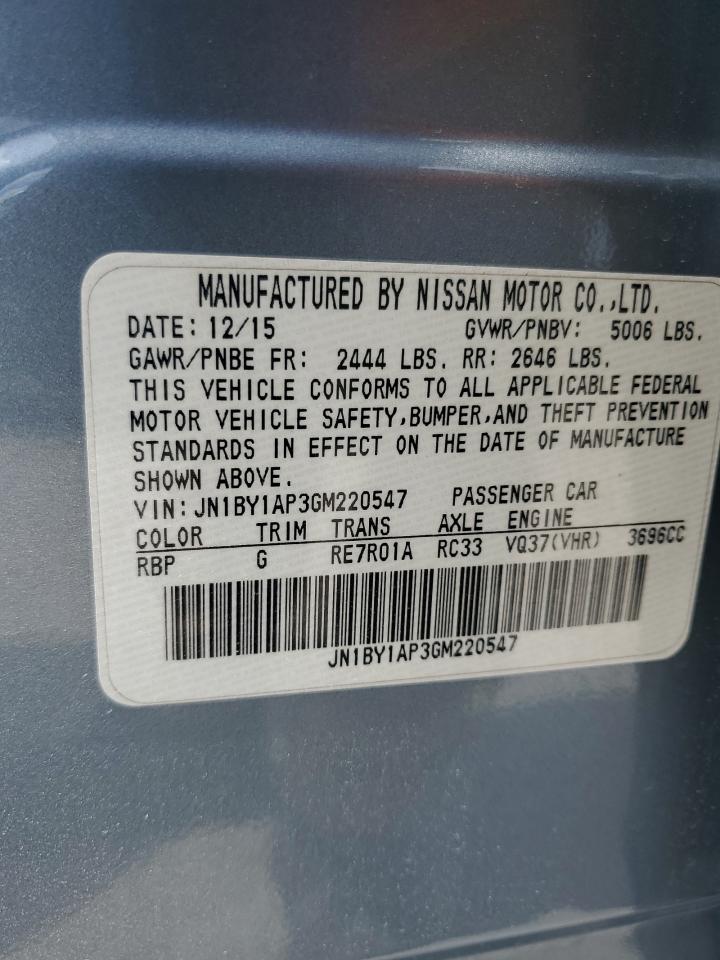 MANUFACTURED BY NISSAN MOTOR CO.,LTD.
DATE: 12/15 GVWR/PNBV: 5006 LBS.
GAWR/PNBE FR: 2444 LBS. RR: 2646 LBS.
THIS VEHICLE CONFORMS TO ALL APPLICABLE FEDERAL
MOTOR VEHICLE SAFETY,BUMPER,AND THEFT PREVENTION
STANDARDS IN EFFECT ON THE DATE OF MANUFACTURE
SHOWN ABOVE.
VIN: JN1BY1AP3GM220547 PASSENGER CAR
COLOR TRIM TRANS AXLE ENGINE
RBP G RE7R01A RC33 VQ37(VHR) 3696CC
JN1BY1AP3GM220547